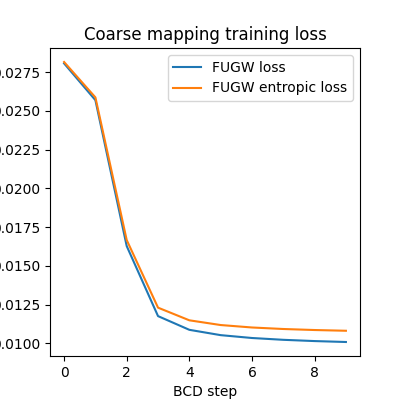 Coarse mapping training loss
FUGW loss
FUGW entropic loss
0.0275
0.0250
0.0225
0.0200
0.0175
0.0150
0.0125
0.0100
0 2 4 6 8
BCD step